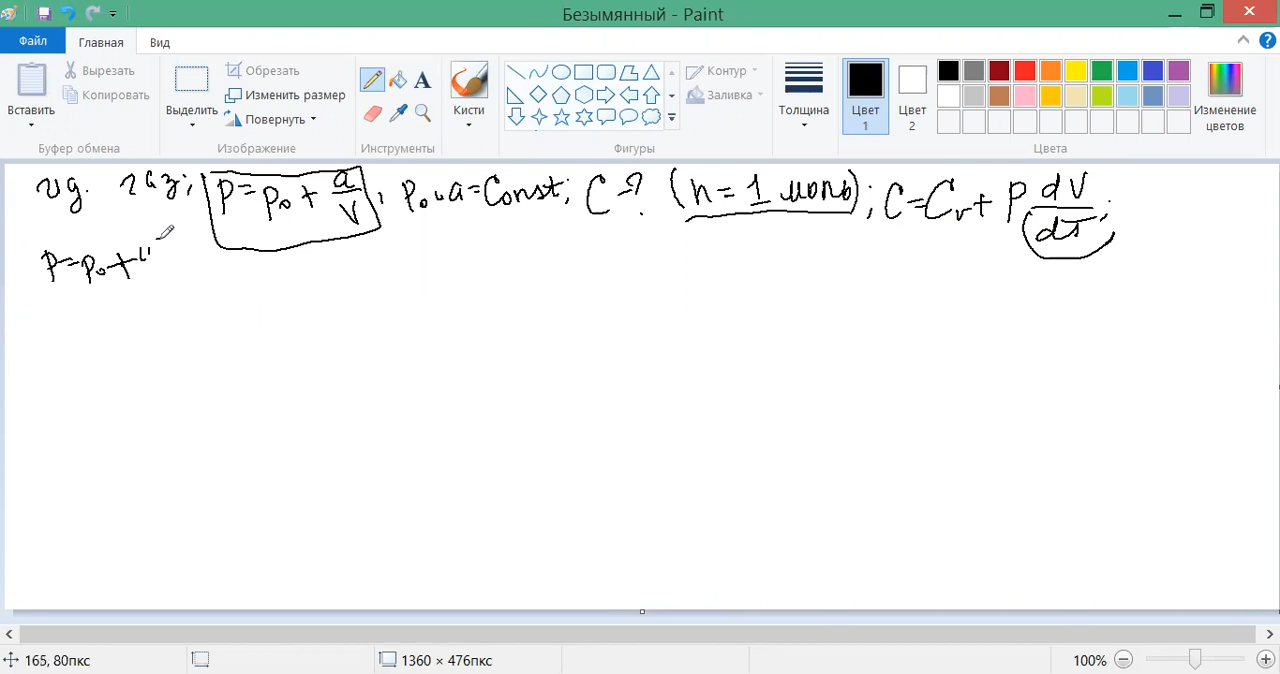 Безымянный - Paint
Файл Главная Вид
Вставить
Вырезать
Копировать
Буфер обмена
Выделить
Обрезать
Изменить размер
Повернуть
Изображение
Инструменты
Кисти
Контур
Заливка
Фигуры
Толщина
Цвет 1
Цвет 2
Изменение цветов
Цвета
ид. газ; p = p₀ + a/V, p₀ и a = Const; C-? (n = 1 моль); C = Cᵥ + p dV/dT;
p = p₀ +
165, 80пкс 1360 × 476пкс 100%